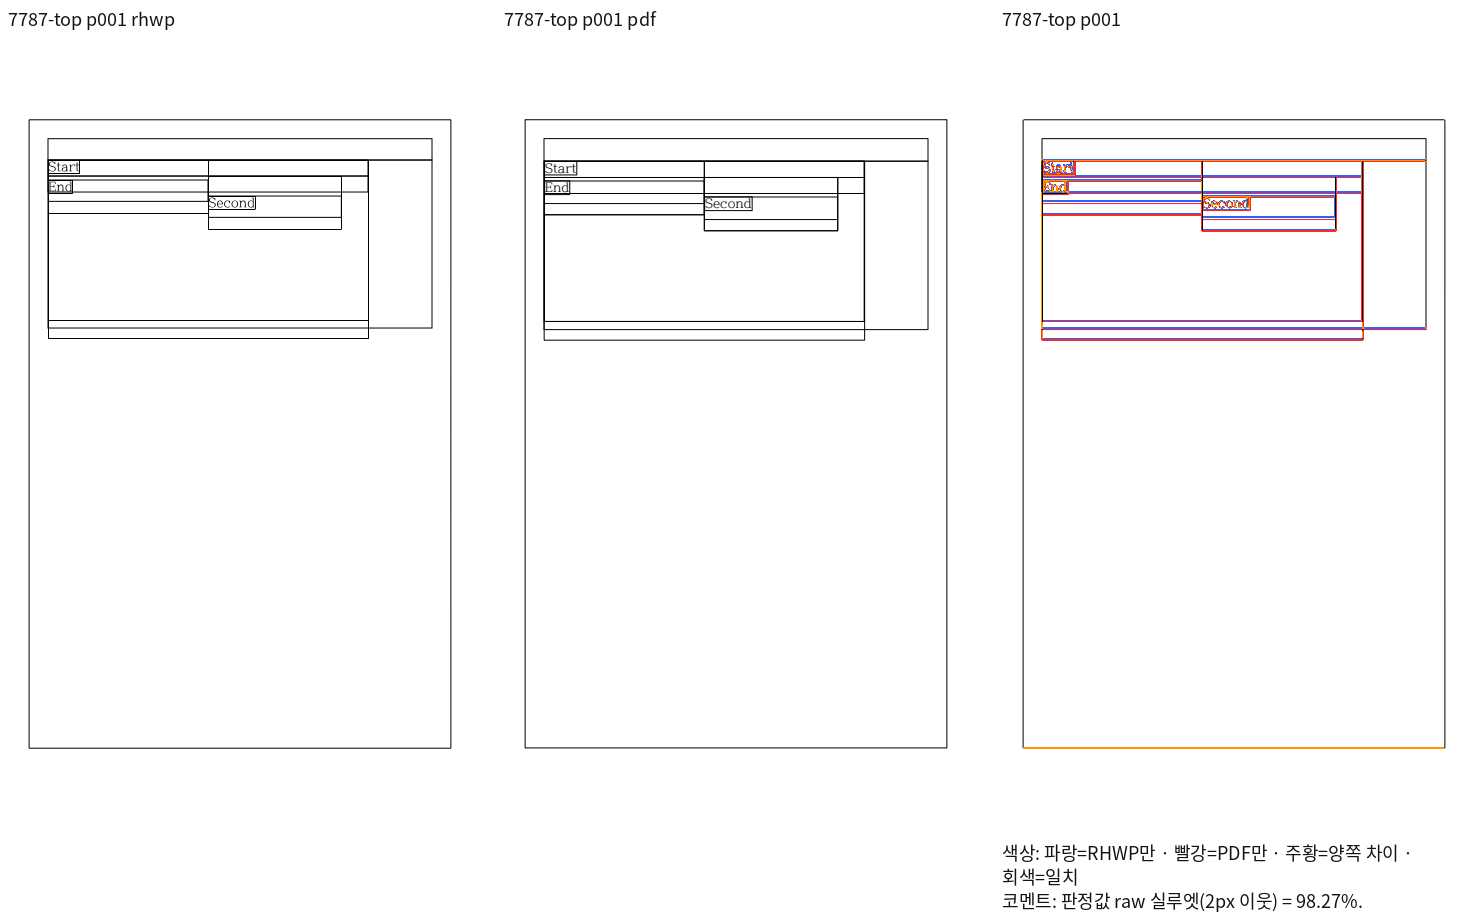 7787-top p001 rhwp
7787-top p001 pdf
7787-top p001
Start
End
Second
Start
End
Second
Start
End
Second
색상: 파랑=RHWP만 · 빨강=PDF만 · 주황=양쪽 차이 ·
회색=일치
코멘트: 판정값 raw 실루엣(2px 이웃) = 98.27%.